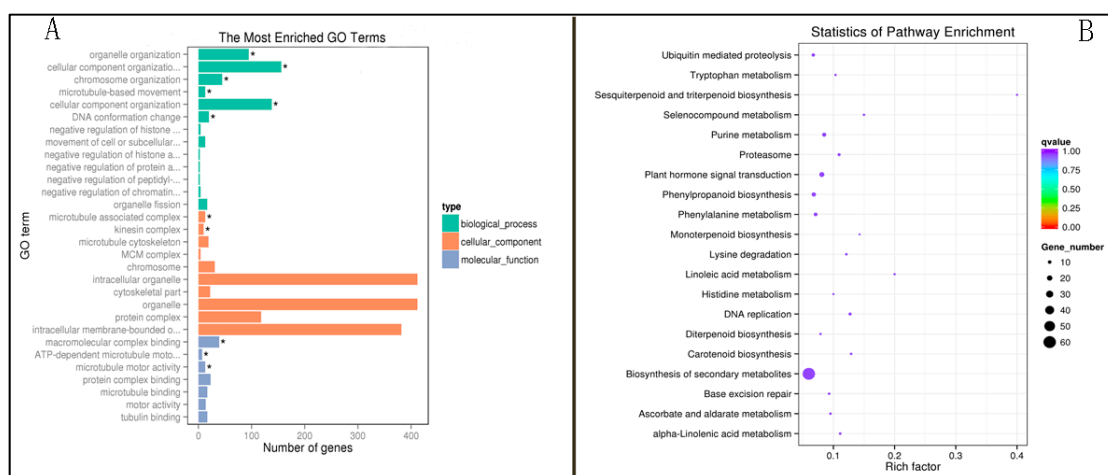 A
The Most Enriched GO Terms
organelle organization
cellular component organizatio...
chromosome organization
microtubule-based movement
cellular component organization
DNA conformation change
negative regulation of histone ...
movement of cell or subcellular...
negative regulation of histone a...
negative regulation of protein a...
negative regulation of peptidyl-...
negative regulation of chromatin...
organelle fission
microtubule associated complex
kinesin complex
microtubule cytoskeleton
MCM complex
chromosome
intracellular organelle
cytoskeletal part
organelle
protein complex
intracellular membrane-bounded o...
macromolecular complex binding
ATP-dependent microtubule moto...
microtubule motor activity
protein complex binding
microtubule binding
motor activity
tubulin binding
GO term
0 100 200 300 400
Number of genes
type
biological_process
cellular_component
molecular_function
B
Statistics of Pathway Enrichment
Ubiquitin mediated proteolysis
Tryptophan metabolism
Sesquiterpenoid and triterpenoid biosynthesis
Selenocompound metabolism
Purine metabolism
Proteasome
Plant hormone signal transduction
Phenylpropanoid biosynthesis
Phenylalanine metabolism
Monoterpenoid biosynthesis
Lysine degradation
Linoleic acid metabolism
Histidine metabolism
DNA replication
Diterpenoid biosynthesis
Carotenoid biosynthesis
Biosynthesis of secondary metabolites
Base excision repair
Ascorbate and aldarate metabolism
alpha-Linolenic acid metabolism
0.1 0.2 0.3 0.4
Rich factor
qvalue
1.00
0.75
0.50
0.25
0.00
Gene_number
10
20
30
40
50
60